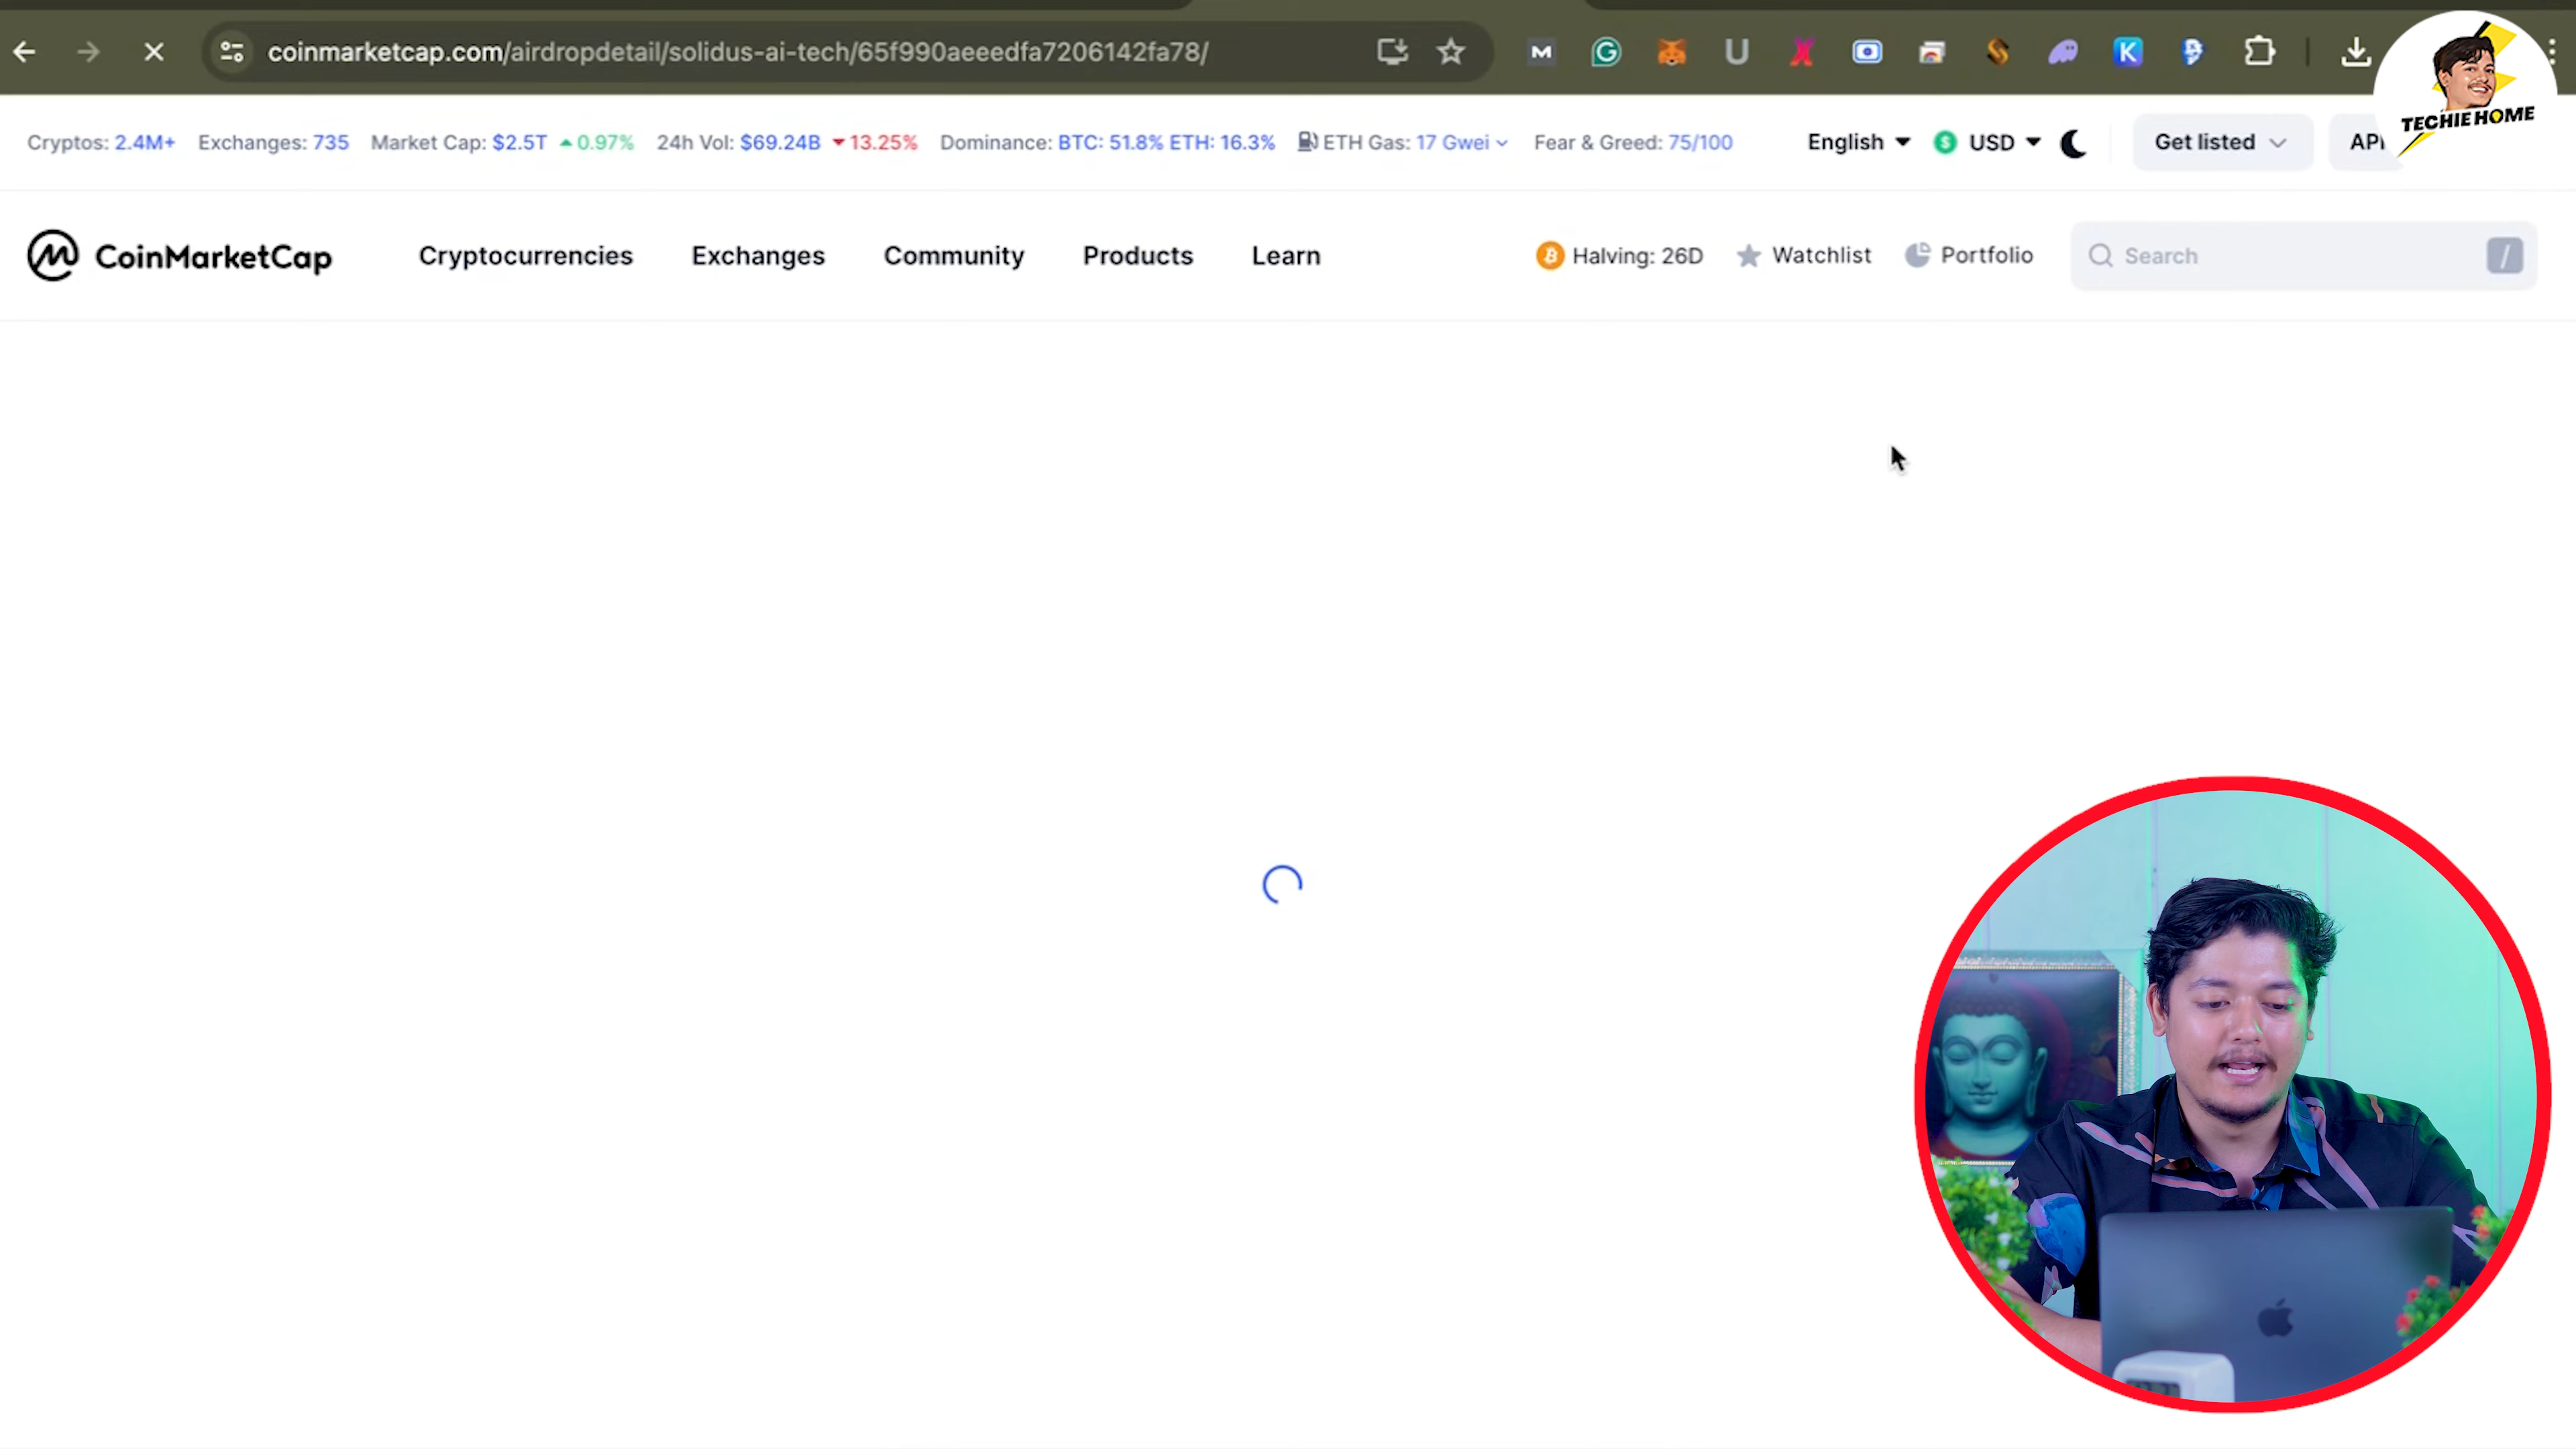 coinmarketcap.com/airdropdetail/solidus-ai-tech/65f990aeeedfa7206142fa78/
TECHIE HOME
Cryptos: 2.4M+ Exchanges: 735 Market Cap: $2.5T 0.97% 24h Vol: $69.24B 13.25% Dominance: BTC: 51.8% ETH: 16.3% ETH Gas: 17 Gwei Fear & Greed: 75/100 English USD Get listed API
CoinMarketCap Cryptocurrencies Exchanges Community Products Learn Halving: 26D Watchlist Portfolio Search /